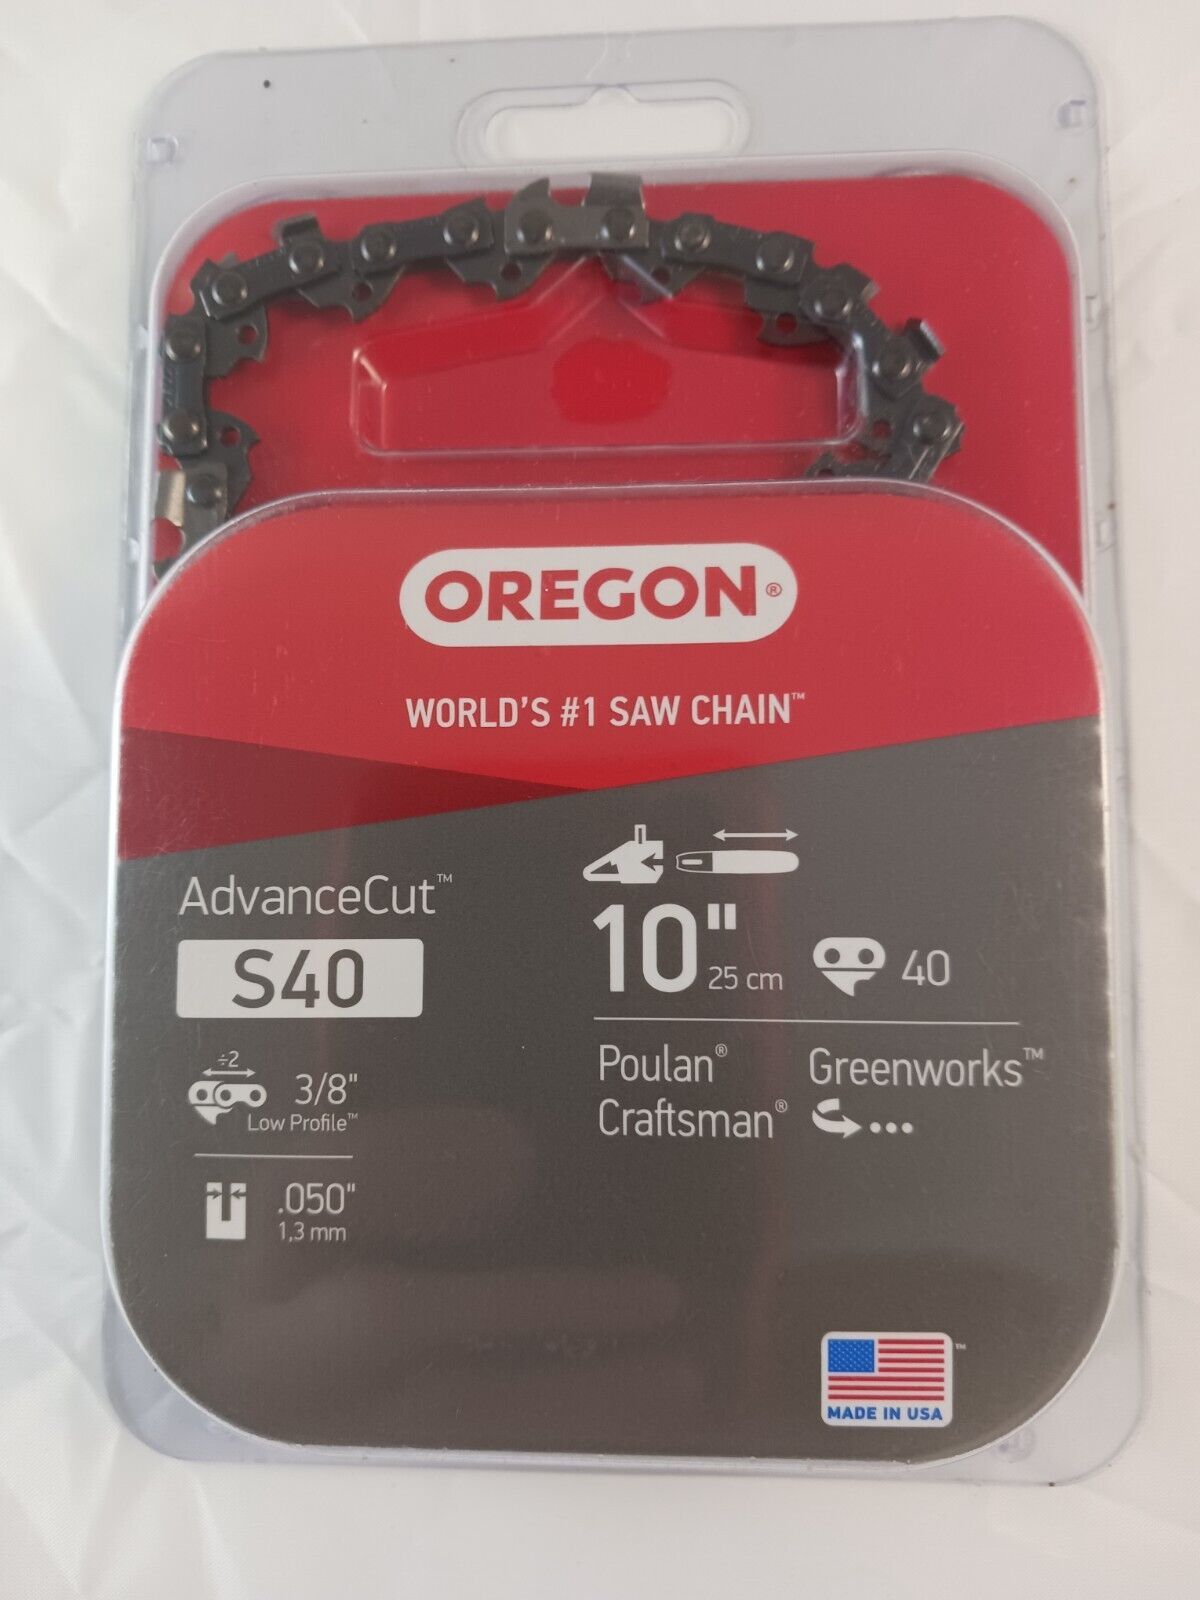 OREGON®
WORLD'S #1 SAW CHAIN™
AdvanceCut™
S40
÷2
3/8"
Low Profile™
.050"
1,3 mm
10" 25 cm
40
Poulan® Greenworks™
Craftsman® ...
™
MADE IN USA